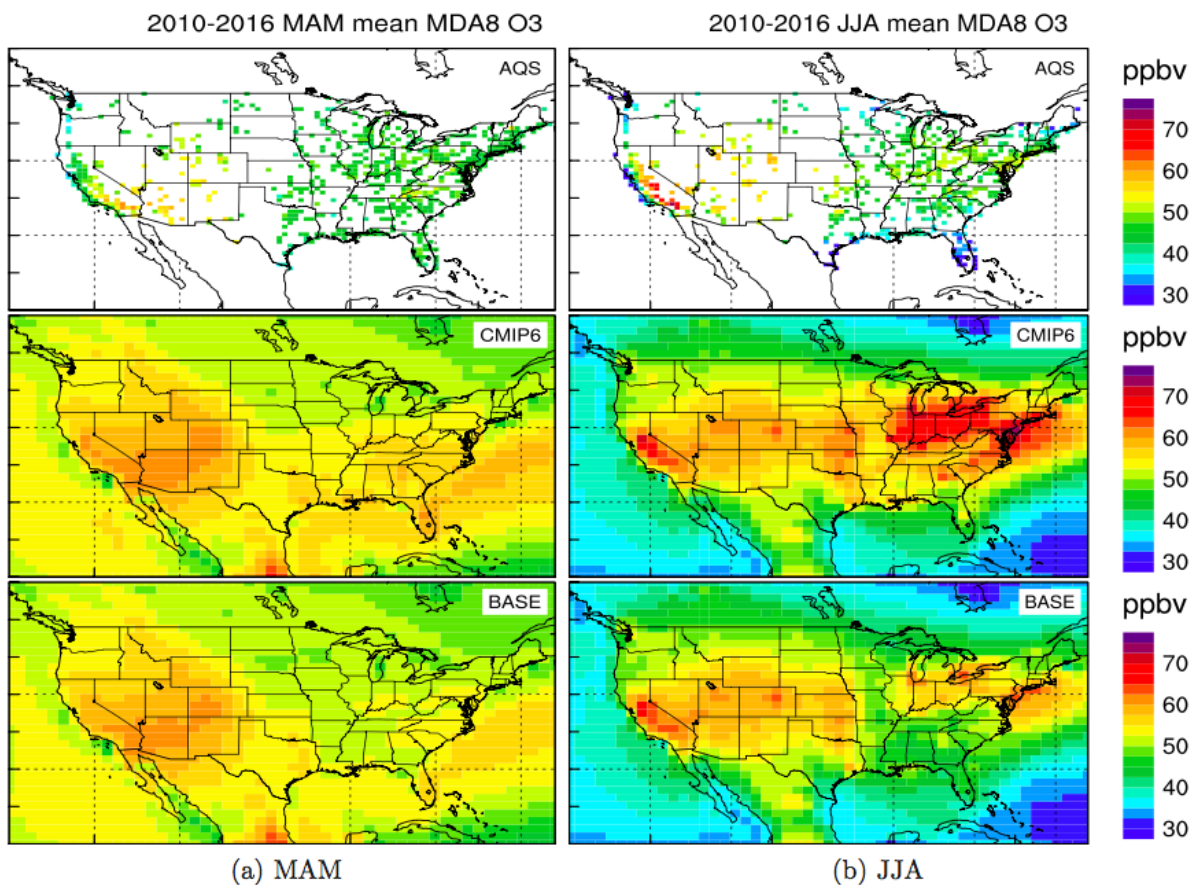 2010-2016 MAM mean MDA8 O3
2010-2016 JJA mean MDA8 O3
AQS
AQS
ppbv
70
60
50
40
30
CMIP6
CMIP6
ppbv
70
60
50
40
30
BASE
BASE
ppbv
70
60
50
40
30
(a) MAM
(b) JJA